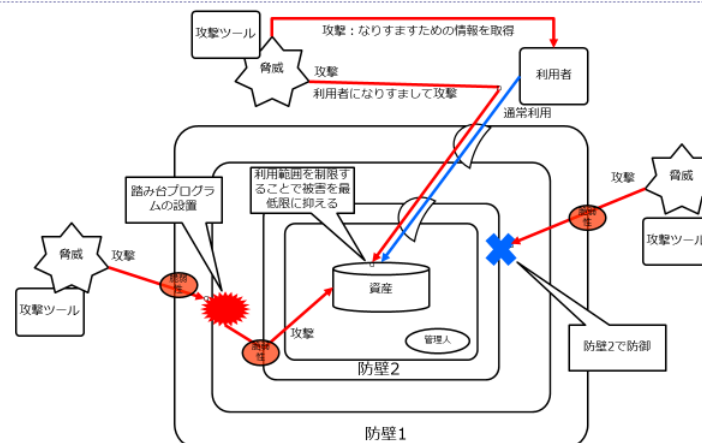 攻撃ツール
脅威
攻撃:なりすますための情報を取得
攻撃
利用者になりすまして攻撃
利用者
通常利用
踏み台プログラ
ムの設置
利用範囲を制限す
ることで被害を最
低限に抑える
攻撃
脅威
攻撃ツール
脆弱
性
脅威
攻撃
攻撃ツール
脆弱
性
資産
攻撃
脆弱
性
管理人
防壁2で防御
防壁2
防壁1